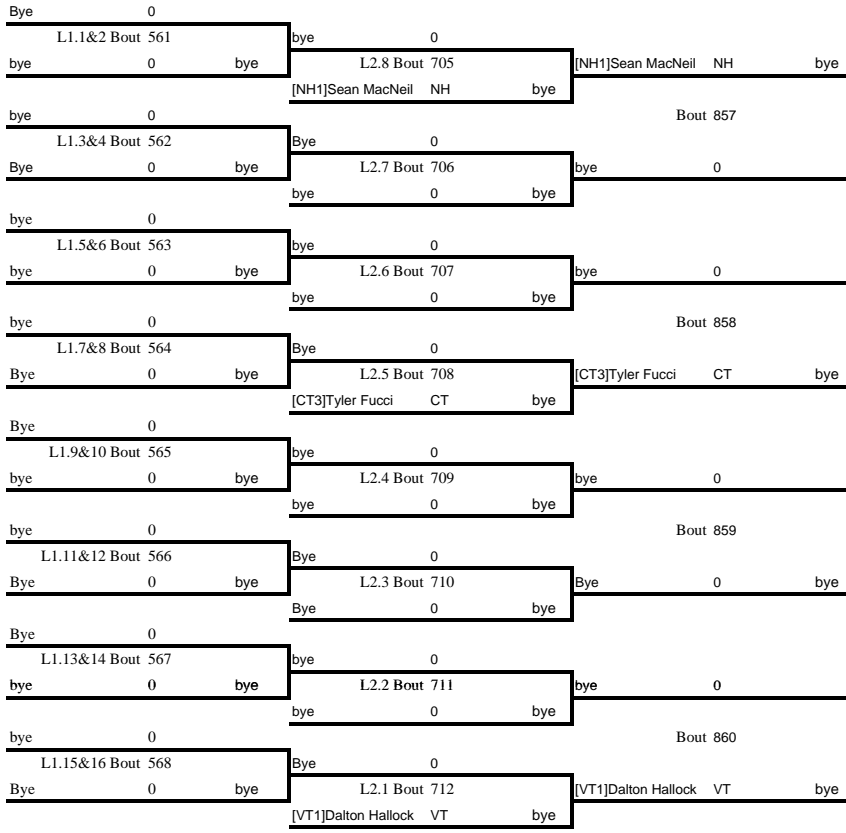 Bye 0
L1.1&2 Bout 561 bye 0
bye 0 bye L2.8 Bout 705 [NH1]Sean MacNeil NH bye
[NH1]Sean MacNeil NH bye
bye 0 Bout 857
L1.3&4 Bout 562 Bye 0
Bye 0 bye L2.7 Bout 706 bye 0
bye 0 bye
bye 0
L1.5&6 Bout 563 bye 0
bye 0 bye L2.6 Bout 707 bye 0
bye 0 bye
bye 0 Bout 858
L1.7&8 Bout 564 Bye 0
Bye 0 bye L2.5 Bout 708 [CT3]Tyler Fucci CT bye
[CT3]Tyler Fucci CT bye
Bye 0
L1.9&10 Bout 565 bye 0
bye 0 bye L2.4 Bout 709 bye 0
bye 0 bye
bye 0 Bout 859
L1.11&12 Bout 566 Bye 0
Bye 0 bye L2.3 Bout 710 Bye 0 bye
Bye 0 bye
Bye 0
L1.13&14 Bout 567 bye 0
bye 0 bye L2.2 Bout 711 bye 0
bye 0 bye
bye 0 Bout 860
L1.15&16 Bout 568 Bye 0
Bye 0 bye L2.1 Bout 712 [VT1]Dalton Hallock VT bye
[VT1]Dalton Hallock VT bye